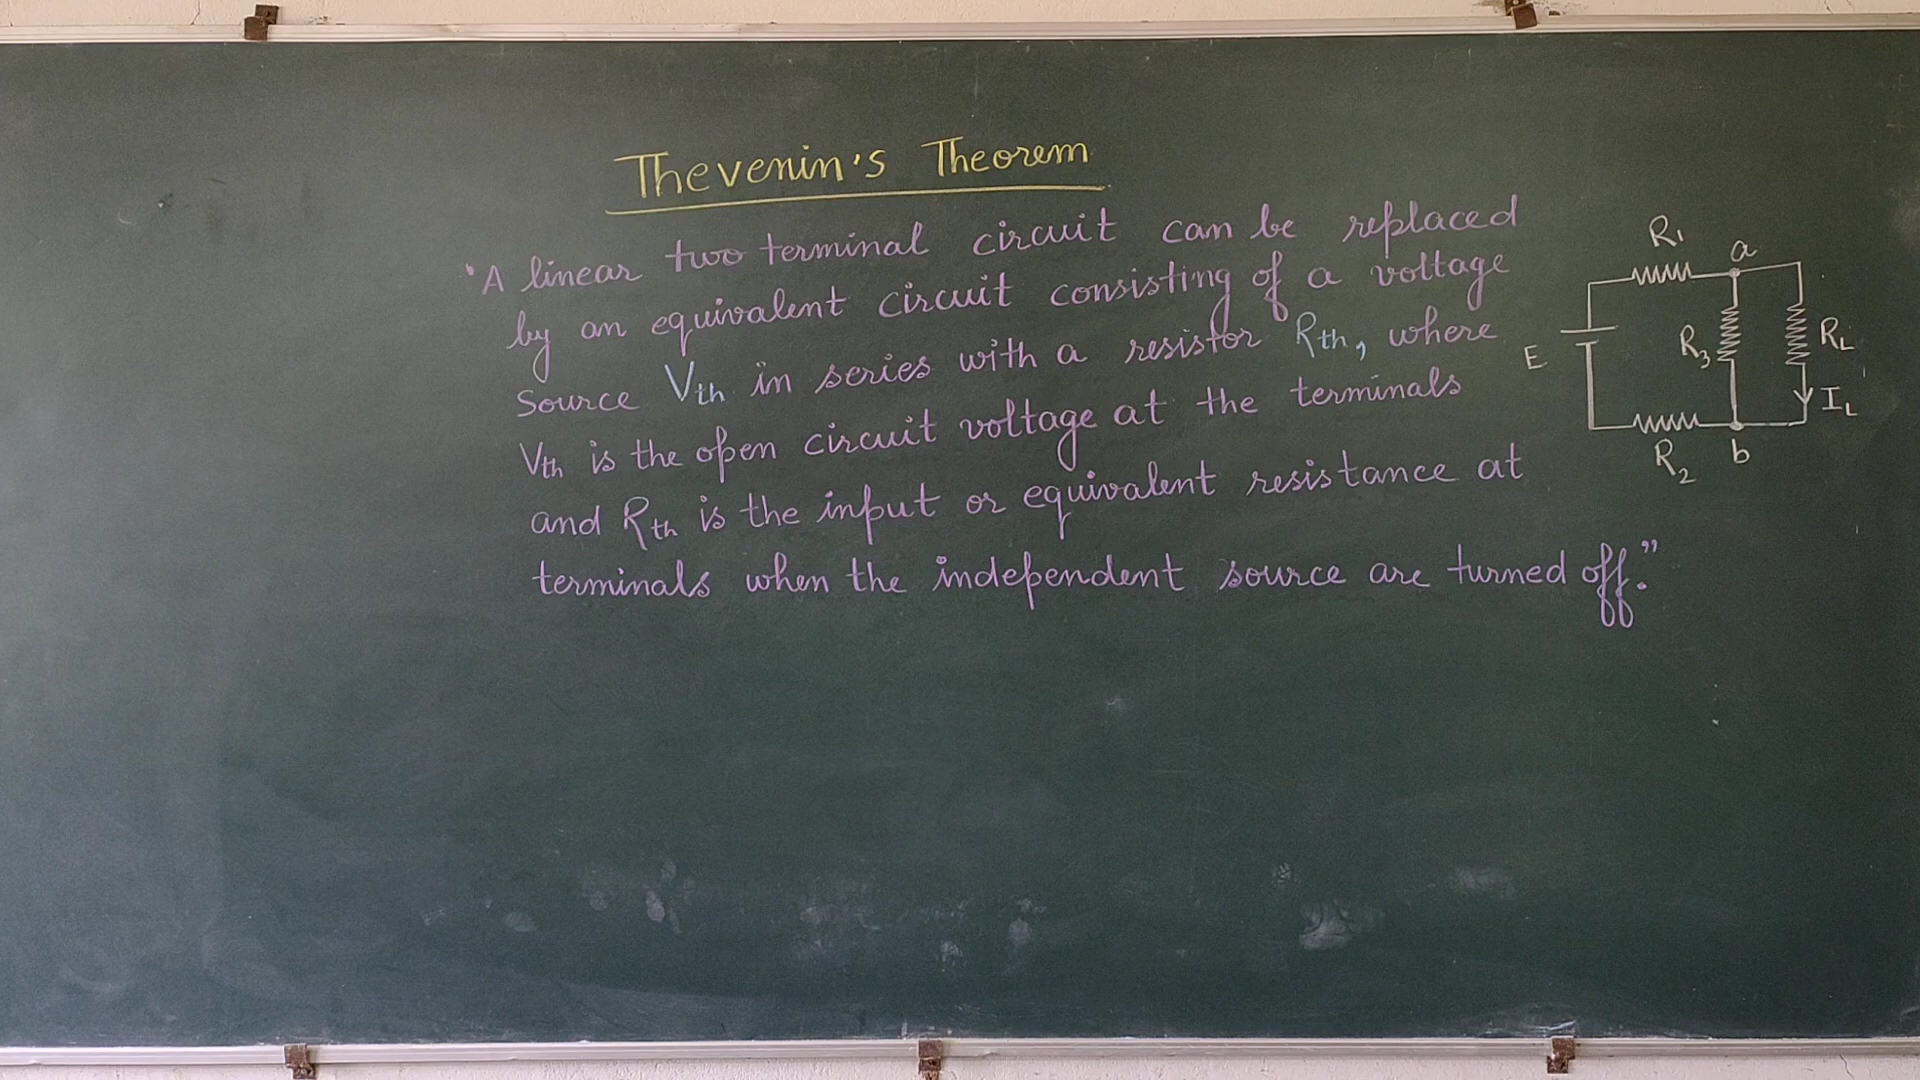 Thevenin's Theorem
"A linear two terminal circuit can be replaced
by an equivalent circuit consisting of a voltage
Source Vth in series with a resistor Rth, where
Vth is the open circuit voltage at the terminals
and Rth is the input or equivalent resistance at
terminals when the independent source are turned off."
R1
a
E
R3
RL
IL
R2
b